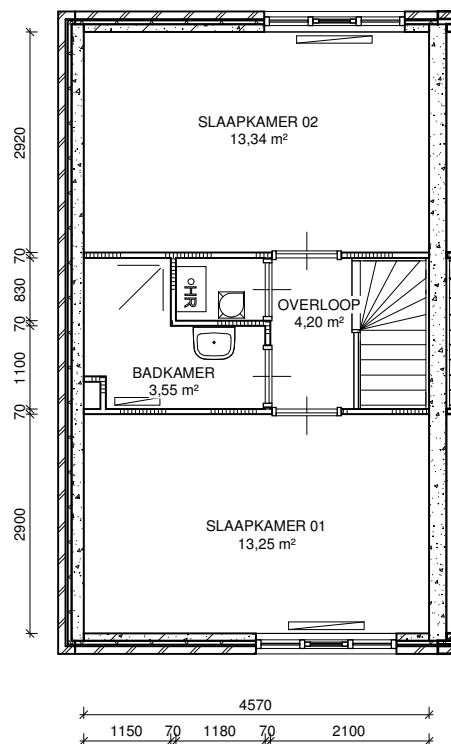 SLAAPKAMER 02
13,34 m²
2920
70
830
70
1100
70
2900
HR
OVERLOOP
4,20 m²
BADKAMER
3,55 m²
SLAAPKAMER 01
13,25 m²
4570
1150 70 1180 70 2100